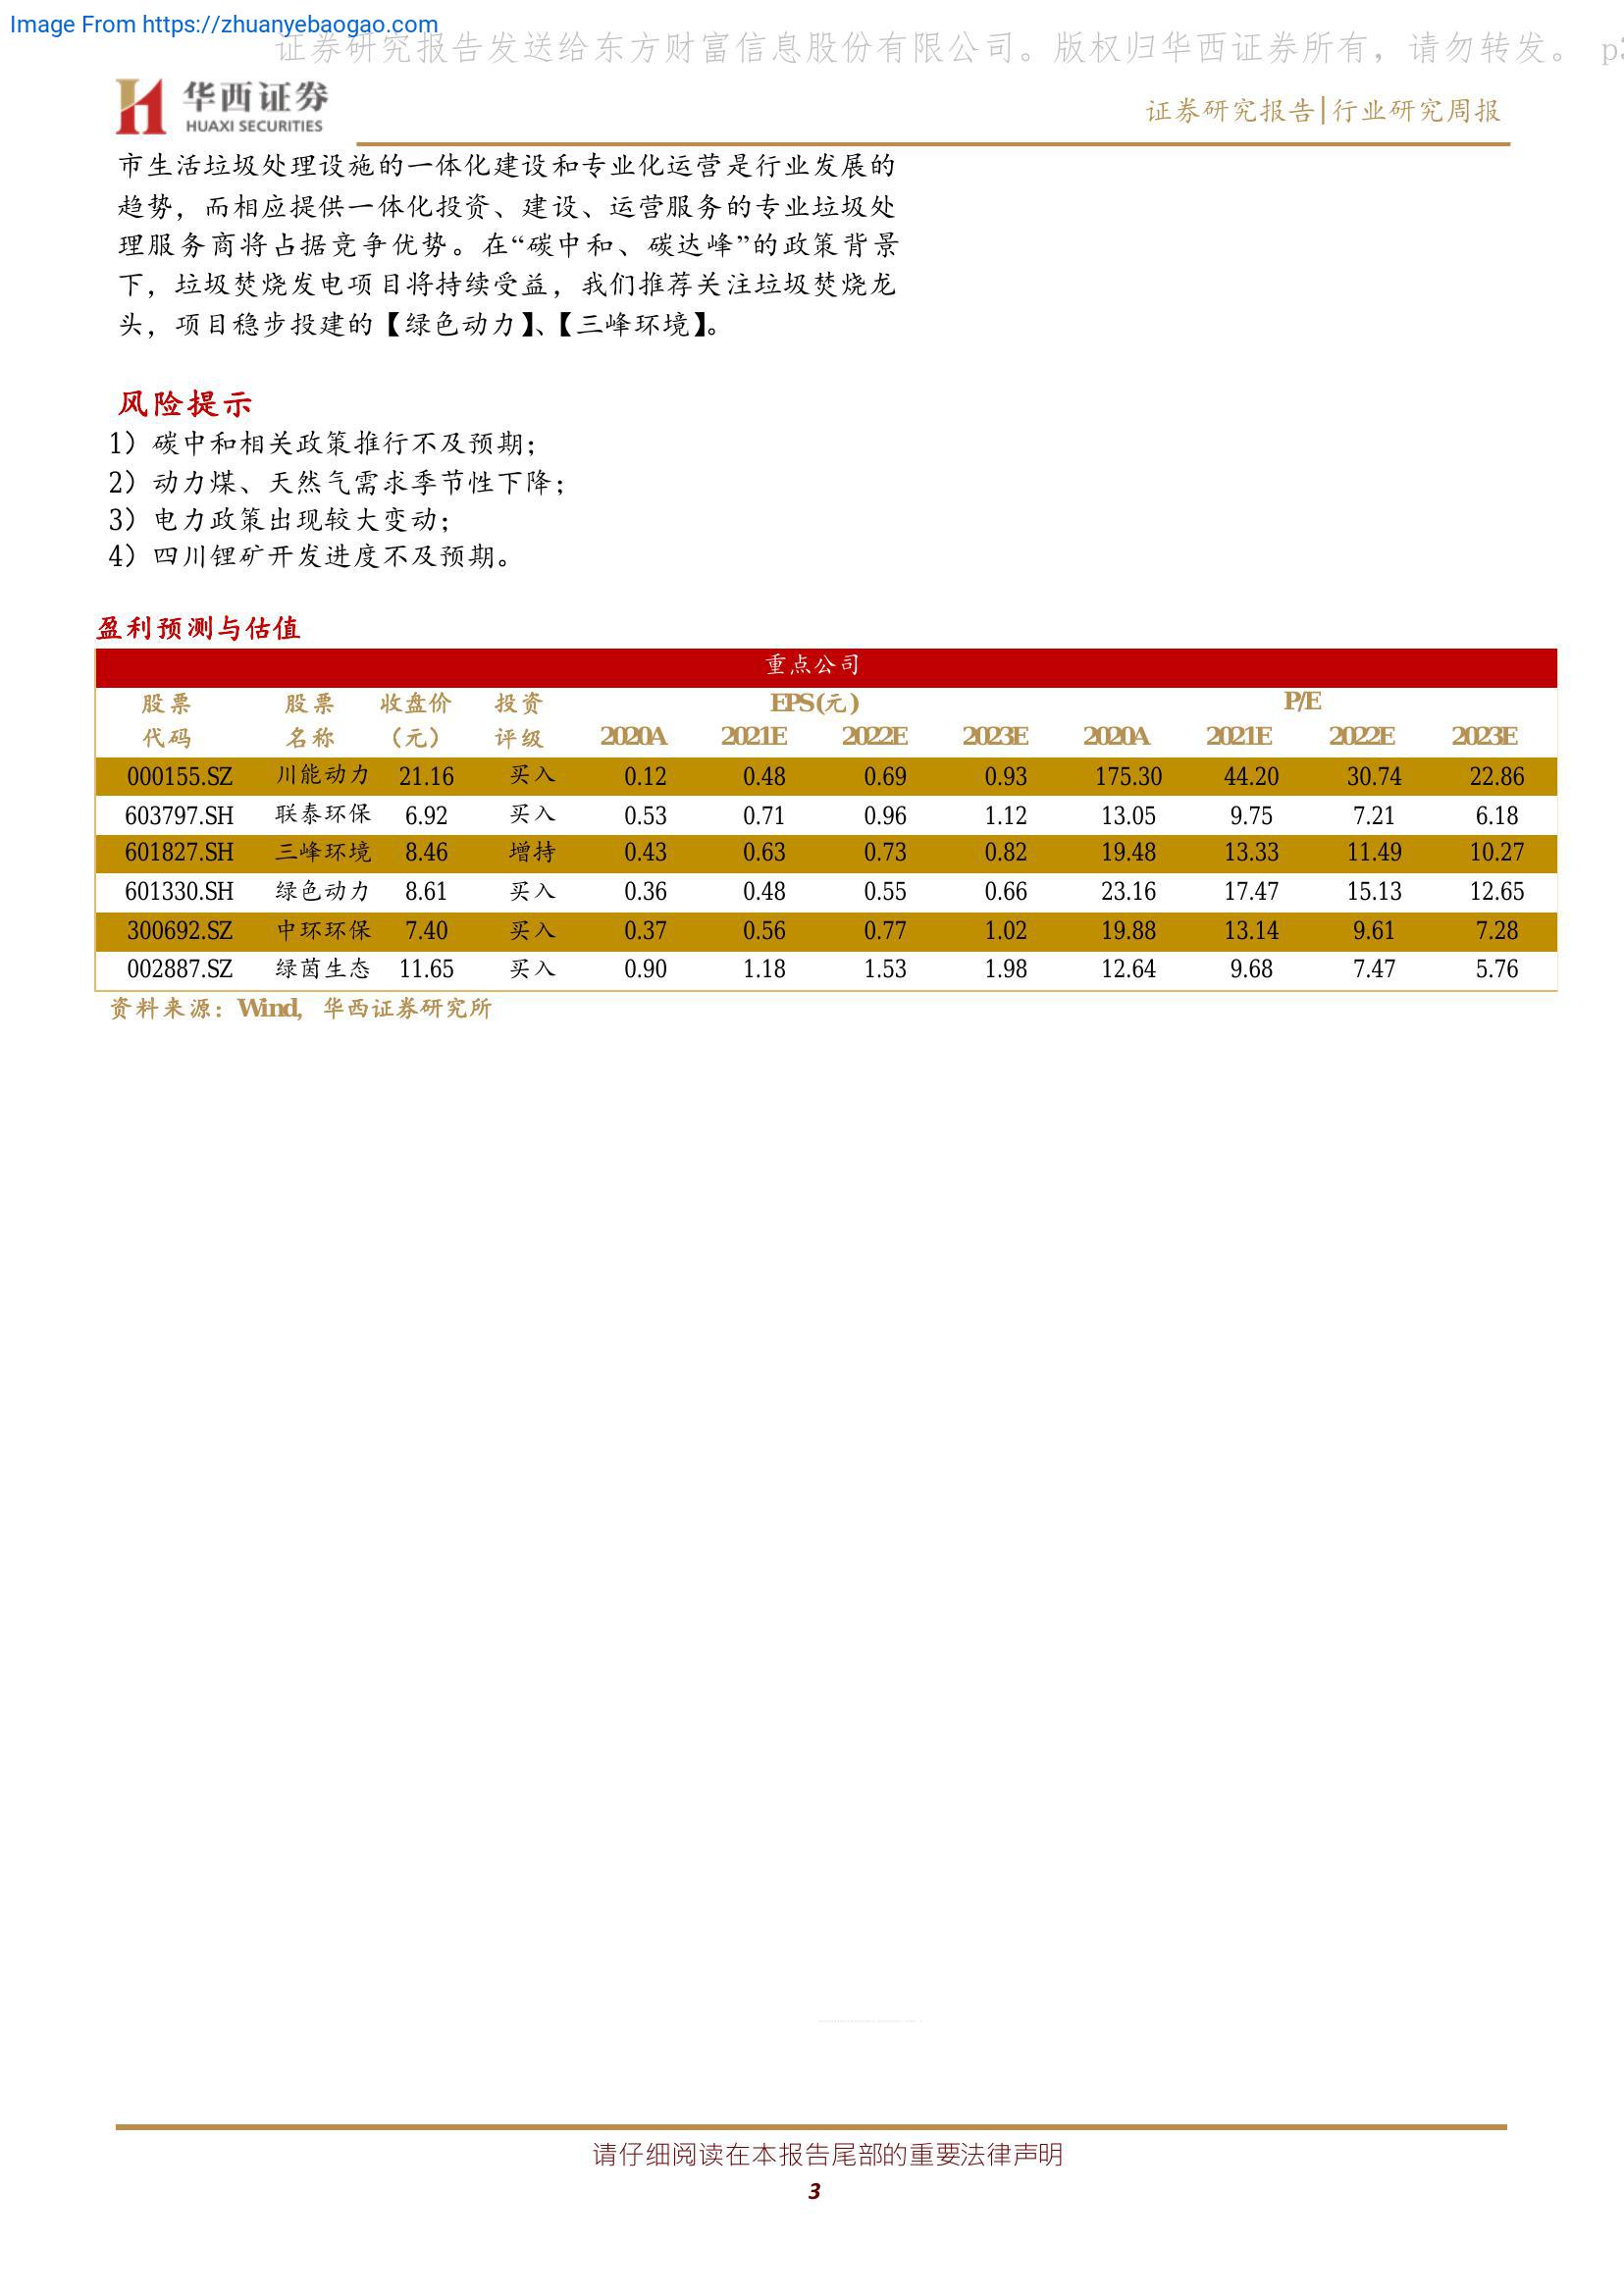 Image From https://zhuanyebaogao.com
证券研究报告发送给东方财富信息股份有限公司。版权归华西证券所有，请勿转发。 p3
华西证券
HUAXI SECURITIES
证券研究报告|行业研究周报
市生活垃圾处理设施的一体化建设和专业化运营是行业发展的
趋势，而相应提供一体化投资、建设、运营服务的专业垃圾处
理服务商将占据竞争优势。在“碳中和、碳达峰”的政策背景
下，垃圾焚烧发电项目将持续受益，我们推荐关注垃圾焚烧龙
头，项目稳步投建的【绿色动力】、【三峰环境】。
风险提示
1）碳中和相关政策推行不及预期；
2）动力煤、天然气需求季节性下降；
3）电力政策出现较大变动；
4）四川锂矿开发进度不及预期。
盈利预测与估值
重点公司
股票 股票 收盘价 投资 EPS(元) P/E
代码 名称 （元） 评级 2020A 2021E 2022E 2023E 2020A 2021E 2022E 2023E
000155.SZ 川能动力 21.16 买入 0.12 0.48 0.69 0.93 175.30 44.20 30.74 22.86
603797.SH 联泰环保 6.92 买入 0.53 0.71 0.96 1.12 13.05 9.75 7.21 6.18
601827.SH 三峰环境 8.46 增持 0.43 0.63 0.73 0.82 19.48 13.33 11.49 10.27
601330.SH 绿色动力 8.61 买入 0.36 0.48 0.55 0.66 23.16 17.47 15.13 12.65
300692.SZ 中环环保 7.40 买入 0.37 0.56 0.77 1.02 19.88 13.14 9.61 7.28
002887.SZ 绿茵生态 11.65 买入 0.90 1.18 1.53 1.98 12.64 9.68 7.47 5.76
资料来源：Wind，华西证券研究所
请仔细阅读在本报告尾部的重要法律声明
3